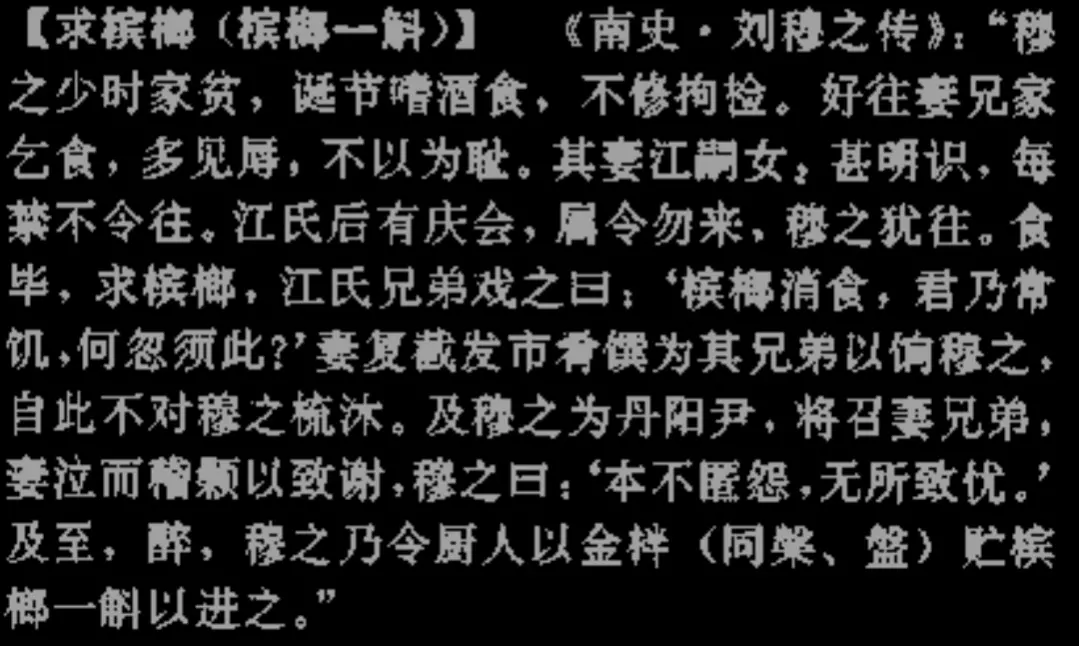 【求槟榔（槟榔一斛）】　《南史·刘穆之传》：“穆
之少时家贫，诞节嗜酒食，不修拘检。好往妻兄家
乞食，多见辱，不以为耻。其妻江嗣女，甚明识，每
禁不令往。江氏后有庆会，属令勿来，穆之犹往。食
毕，求槟榔，江氏兄弟戏之曰：‘槟榔消食，君乃常
饥，何忽须此？’妻复截发市肴馔为其兄弟以饷穆之，
自此不对穆之梳沐。及穆之为丹阳尹，将召妻兄弟，
妻泣而稽颡以致谢，穆之曰：‘本不匿怨，无所致忧。’
及至，醉，穆之乃令厨人以金柈（同槃、盤）贮槟
榔一斛以进之。”